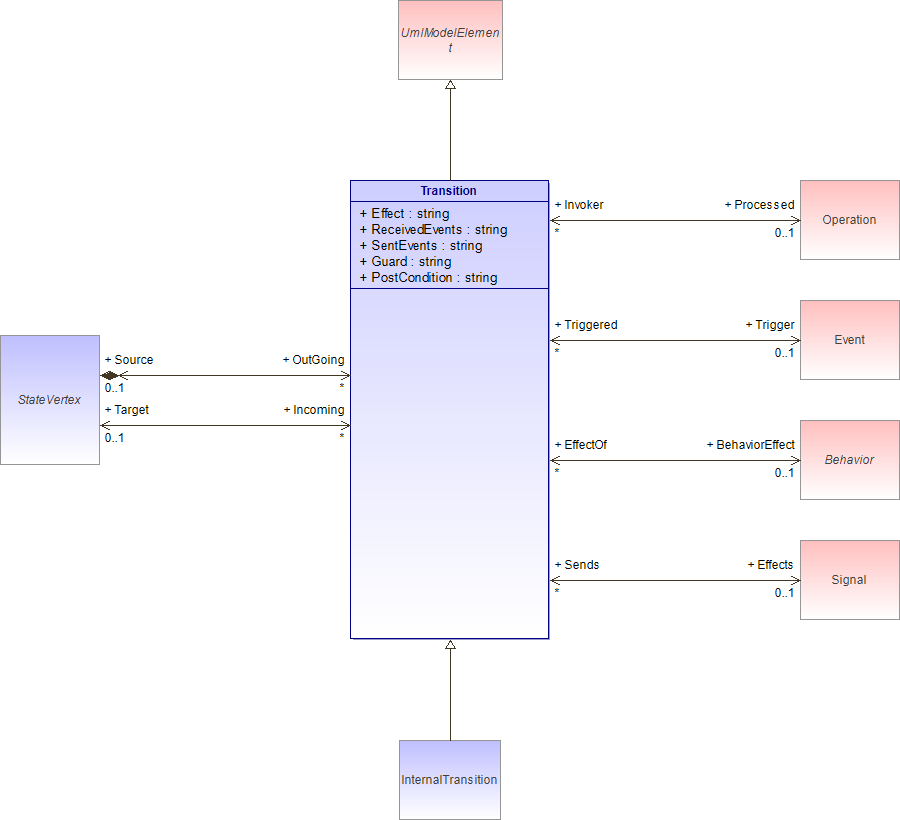 UmlModelElemen
t
Transition
+ Effect : string
+ ReceivedEvents : string
+ SentEvents : string
+ Guard : string
+ PostCondition : string
+ Invoker
+ Processed
*
0..1
Operation
+ Triggered
+ Trigger
*
0..1
Event
StateVertex
+ Source
+ OutGoing
0..1
*
+ Target
+ Incoming
0..1
*
+ EffectOf
+ BehaviorEffect
*
0..1
Behavior
+ Sends
+ Effects
*
0..1
Signal
InternalTransition